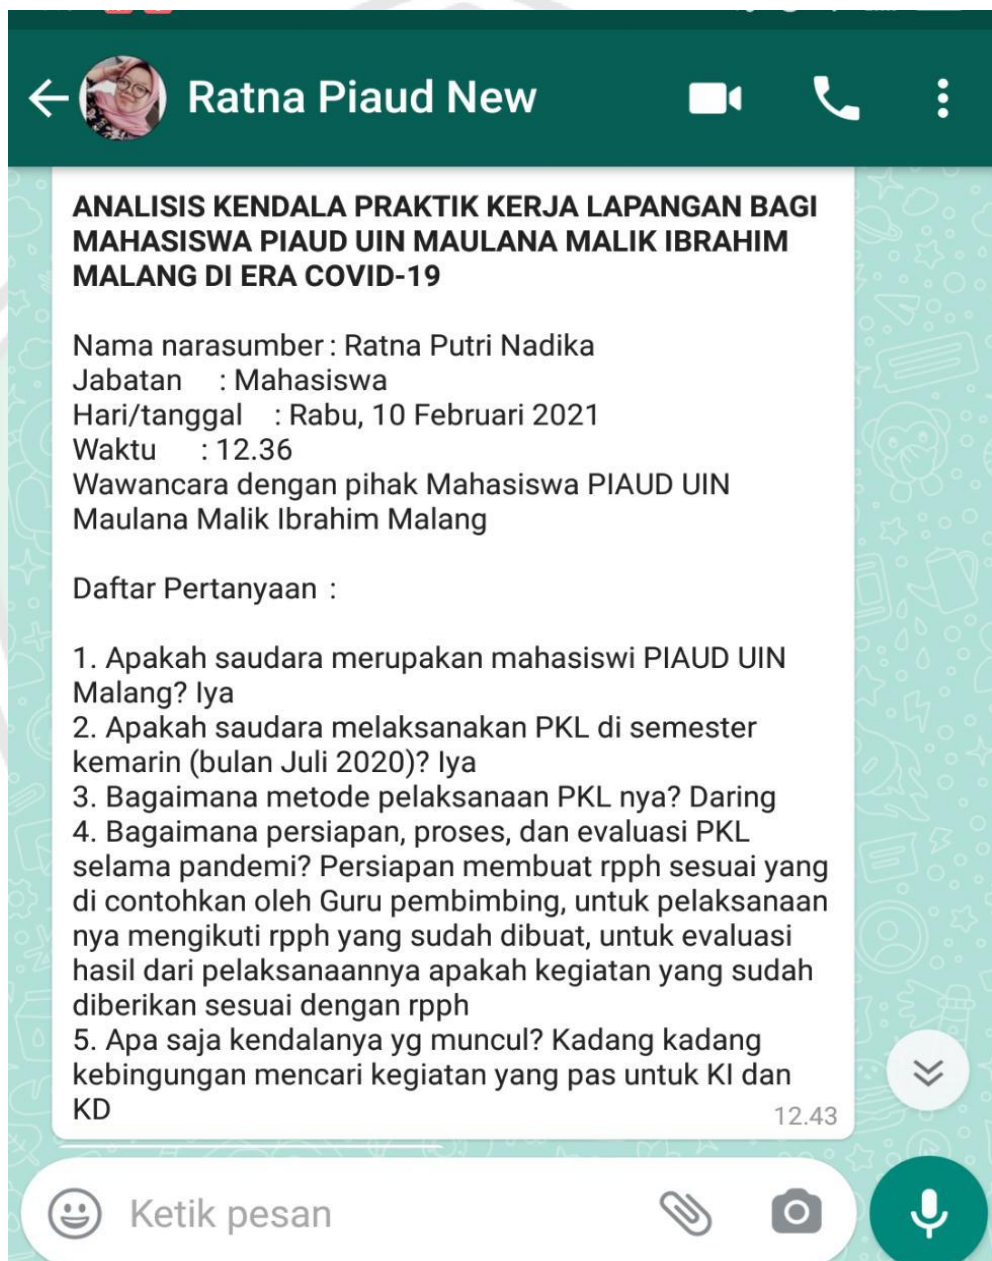 Ratna Piaud New
ANALISIS KENDALA PRAKTIK KERJA LAPANGAN BAGI
MAHASISWA PIAUD UIN MAULANA MALIK IBRAHIM
MALANG DI ERA COVID-19
Nama narasumber : Ratna Putri Nadika
Jabatan : Mahasiswa
Hari/tanggal : Rabu, 10 Februari 2021
Waktu : 12.36
Wawancara dengan pihak Mahasiswa PIAUD UIN
Maulana Malik Ibrahim Malang
Daftar Pertanyaan :
1. Apakah saudara merupakan mahasiswi PIAUD UIN
Malang? Iya
2. Apakah saudara melaksanakan PKL di semester
kemarin (bulan Juli 2020)? Iya
3. Bagaimana metode pelaksanaan PKL nya? Daring
4. Bagaimana persiapan, proses, dan evaluasi PKL
selama pandemi? Persiapan membuat rpph sesuai yang
di contohkan oleh Guru pembimbing, untuk pelaksanaan
nya mengikuti rpph yang sudah dibuat, untuk evaluasi
hasil dari pelaksanaannya apakah kegiatan yang sudah
diberikan sesuai dengan rpph
5. Apa saja kendalanya yg muncul? Kadang kadang
kebingungan mencari kegiatan yang pas untuk KI dan
KD
12.43
Ketik pesan